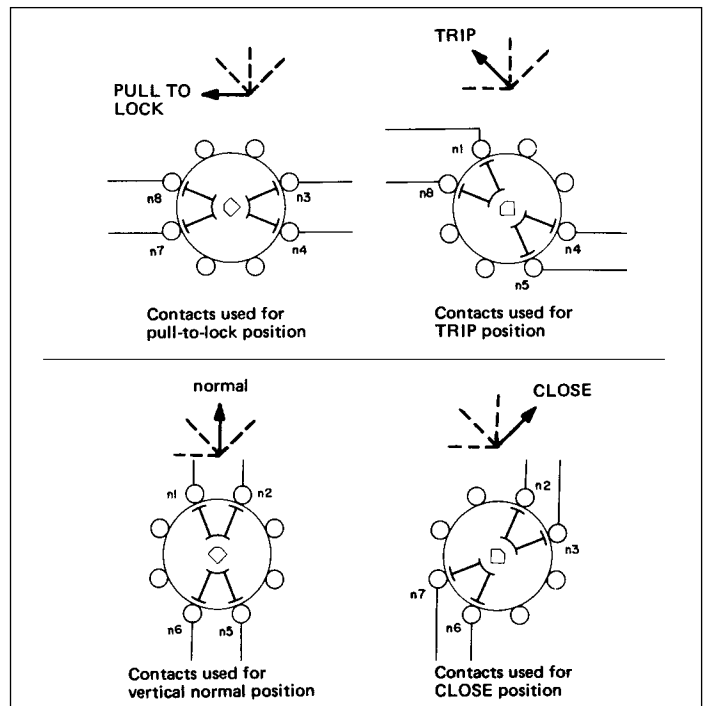 PULL TO
LOCK
n8
n3
n7
n4
Contacts used for
pull-to-lock position
TRIP
n1
n8
n4
n5
Contacts used for
TRIP position
normal
n1
n2
n6
n5
Contacts used for
vertical normal position
CLOSE
n2
n3
n7
n6
Contacts used for
CLOSE position